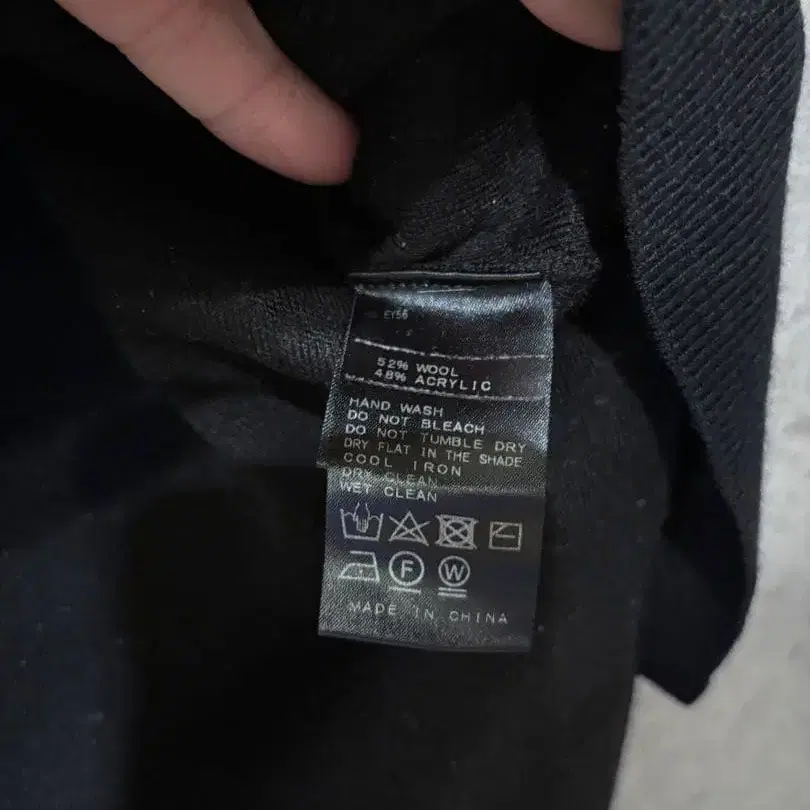 EY56
52% WOOL
48% ACRYLIC
HAND WASH
DO NOT BLEACH
DO NOT TUMBLE DRY
DRY FLAT IN THE SHADE
COOL IRON
DRY CLEAN
WET CLEAN
F W
MADE IN CHINA